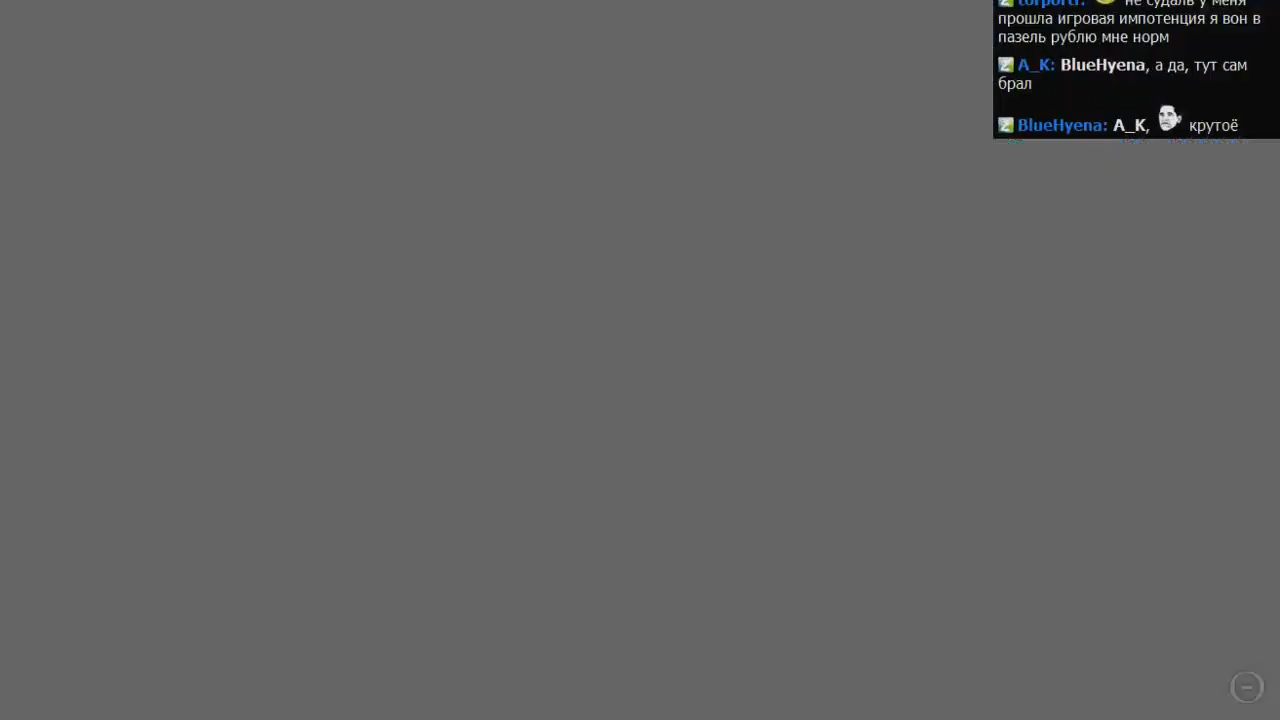 torporti: не судаль у меня
прошла игровая импотенция я вон в
пазель рублю мне норм
A_K: BlueHyena, а да, тут сам
брал
BlueHyena: A_K, крутоё